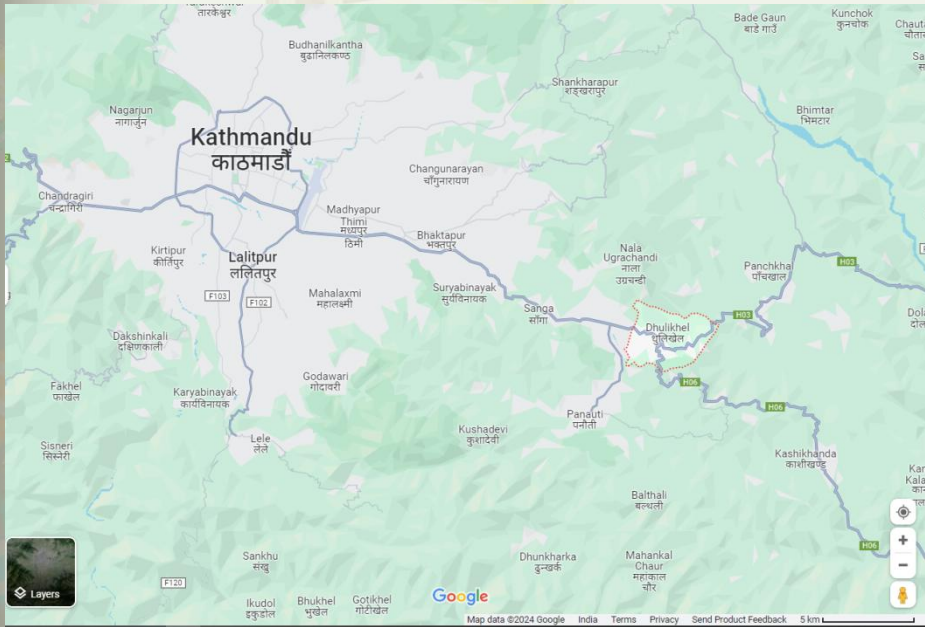 तारकेश्वर
Budhanilkantha
बुढानिलकण्ठ
Bade Gaun
बाडे गाउँ
Kunchok
कुनचोक
Nagarjun
नागार्जुन
Shankharapur
शङ्खरापुर
Bhimtar
भिमटार
Kathmandu
काठमाडौँ
Changunarayan
चाँगुनारायण
Chandragiri
चन्द्रागिरी
Madhyapur
Thimi
मध्यपुर
ठिमी
Bhaktapur
भक्तपुर
Kirtipur
कीर्तिपुर
Lalitpur
ललितपुर
Nala
Ugrachandi
नाला
उग्रचन्डी
Panchkhal
पाँचखाल
H03
F103
F102
Mahalaxmi
महालक्ष्मी
Suryabinayak
सुर्यविनायक
Sanga
साँगा
H03
Dhulikhel
धुलिखेल
Dakshinkali
दक्षिणकाली
Fakhel
फाखेल
Karyabinayak
कार्यविनायक
Godawari
गोदावरी
H06
H06
Panauti
पनौती
Kushadevi
कुशादेवी
Lele
लेले
Sisneri
सिस्नेरी
Kashikhanda
काशीखण्ड
Balthali
बल्थली
Sankhu
संखु
Dhunkharka
ढुन्खर्क
Mahankal
Chaur
महाकाल
चौर
H06
F120
Layers
Ikudol
इकुडोल
Bhukhel
भुखेल
Gotikhel
गोटीखेल
Google
Map data ©2024 Google India Terms Privacy Send Product Feedback 5 km